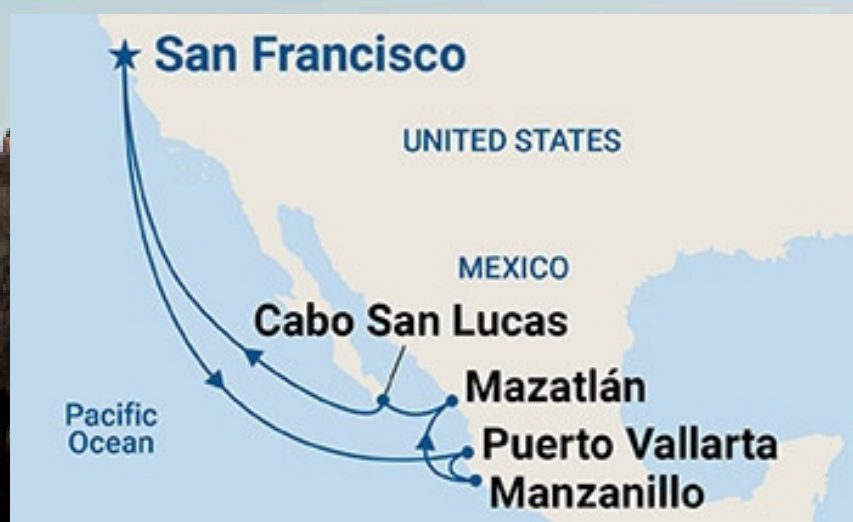 San Francisco
UNITED STATES
MEXICO
Cabo San Lucas
Mazatlán
Pacific
Ocean
Puerto Vallarta
Manzanillo